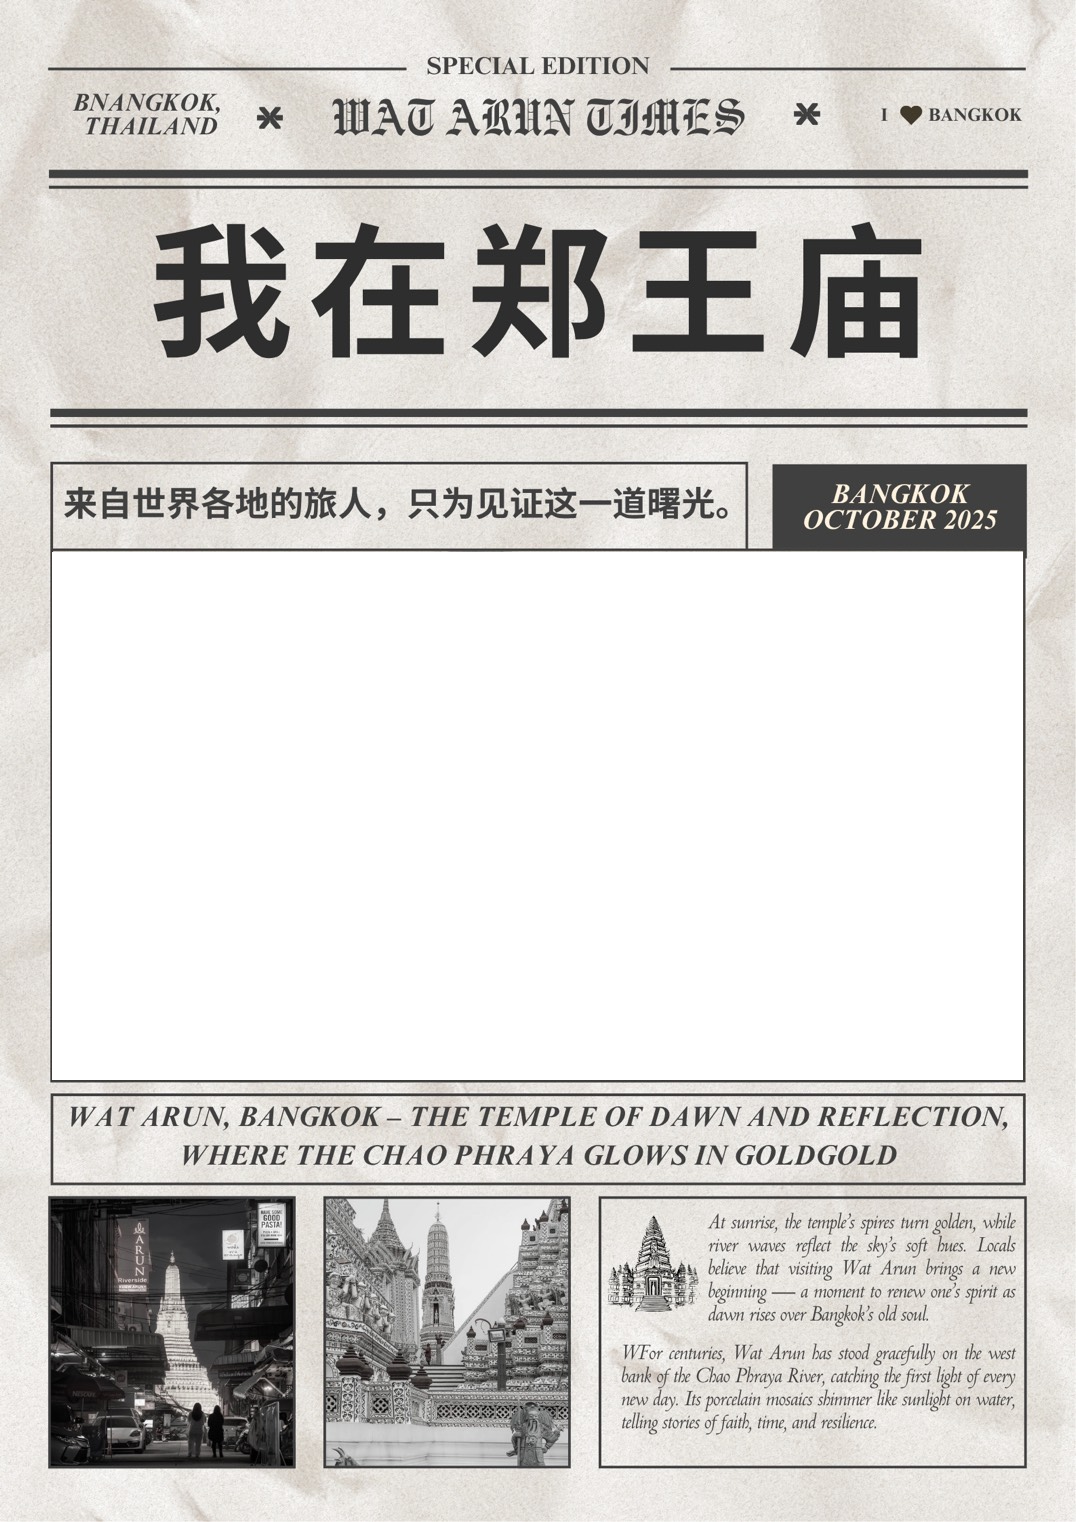 SPECIAL EDITION
BNANGKOK,
THAILAND
WAT ARUN TIMES
I BANGKOK
我在郑王庙
来自世界各地的旅人，只为见证这一道曙光。
BANGKOK
OCTOBER 2025
WAT ARUN, BANGKOK – THE TEMPLE OF DAWN AND REFLECTION,
WHERE THE CHAO PHRAYA GLOWS IN GOLDGOLD
ARUN
Riverside
GOOD
PASTA!
At sunrise, the temple's spires turn golden, while
river waves reflect the sky's soft hues. Locals
believe that visiting Wat Arun brings a new
beginning — a moment to renew one's spirit as
dawn rises over Bangkok's old soul.
WFor centuries, Wat Arun has stood gracefully on the west
bank of the Chao Phraya River, catching the first light of every
new day. Its porcelain mosaics shimmer like sunlight on water,
telling stories of faith, time, and resilience.